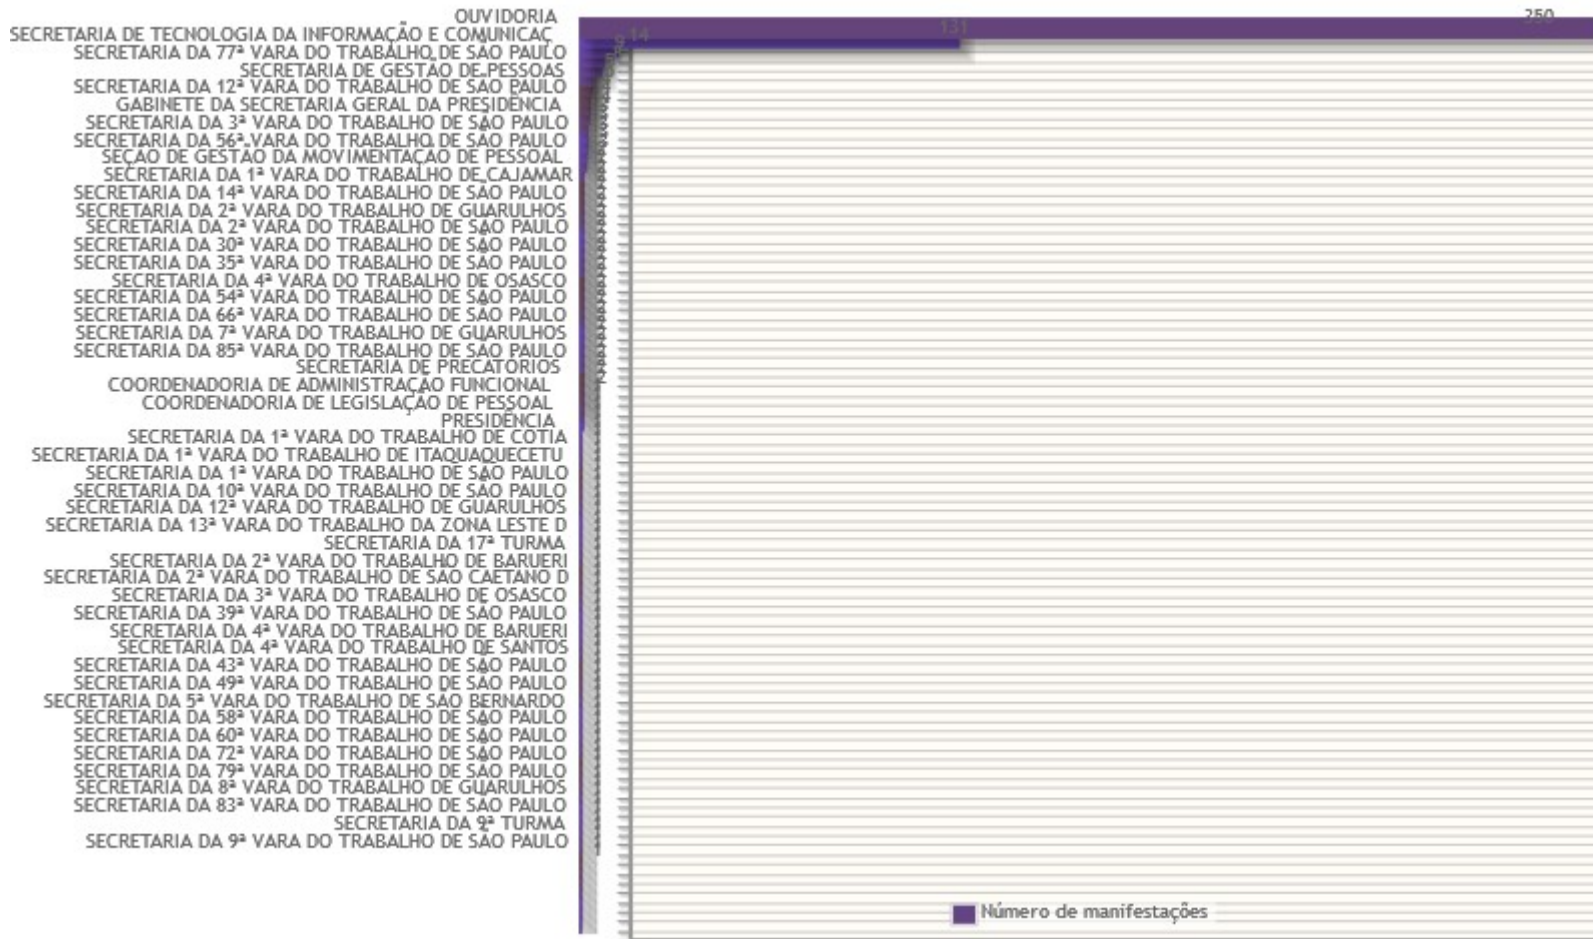 OUVIDORIA
350
SECRETARIA DE TECNOLOGIA DA INFORMAÇÃO E COMUNICAÇ
14
131
SECRETARIA DA 77ª VARA DO TRABALHO DE SÃO PAULO
SECRETARIA DE GESTÃO DE PESSOAS
SECRETARIA DA 12ª VARA DO TRABALHO DE SÃO PAULO
GABINETE DA SECRETARIA GERAL DA PRESIDÊNCIA
SECRETARIA DA 3ª VARA DO TRABALHO DE SÃO PAULO
SECRETARIA DA 56ª VARA DO TRABALHO DE SÃO PAULO
SEÇÃO DE GESTÃO DA MOVIMENTAÇÃO DE PESSOAL
SECRETARIA DA 1ª VARA DO TRABALHO DE CAJAMAR
SECRETARIA DA 14ª VARA DO TRABALHO DE SÃO PAULO
SECRETARIA DA 2ª VARA DO TRABALHO DE GUARULHOS
SECRETARIA DA 2ª VARA DO TRABALHO DE SÃO PAULO
SECRETARIA DA 30ª VARA DO TRABALHO DE SÃO PAULO
SECRETARIA DA 35ª VARA DO TRABALHO DE SÃO PAULO
SECRETARIA DA 4ª VARA DO TRABALHO DE OSASCO
SECRETARIA DA 54ª VARA DO TRABALHO DE SÃO PAULO
SECRETARIA DA 66ª VARA DO TRABALHO DE SÃO PAULO
SECRETARIA DA 7ª VARA DO TRABALHO DE GUARULHOS
SECRETARIA DA 85ª VARA DO TRABALHO DE SÃO PAULO
SECRETARIA DE PRECATÓRIOS
2
COORDENADORIA DE ADMINISTRAÇÃO FUNCIONAL
COORDENADORIA DE LEGISLAÇÃO DE PESSOAL
PRESIDÊNCIA
SECRETARIA DA 1ª VARA DO TRABALHO DE COTIA
SECRETARIA DA 1ª VARA DO TRABALHO DE ITAQUAQUECETU
SECRETARIA DA 1ª VARA DO TRABALHO DE SÃO PAULO
SECRETARIA DA 10ª VARA DO TRABALHO DE SÃO PAULO
SECRETARIA DA 12ª VARA DO TRABALHO DE GUARULHOS
SECRETARIA DA 13ª VARA DO TRABALHO DA ZONA LESTE D
SECRETARIA DA 17ª TURMA
SECRETARIA DA 2ª VARA DO TRABALHO DE BARUERI
SECRETARIA DA 2ª VARA DO TRABALHO DE SÃO CAETANO D
SECRETARIA DA 3ª VARA DO TRABALHO DE OSASCO
SECRETARIA DA 39ª VARA DO TRABALHO DE SÃO PAULO
SECRETARIA DA 4ª VARA DO TRABALHO DE BARUERI
SECRETARIA DA 4ª VARA DO TRABALHO DE SANTOS
SECRETARIA DA 43ª VARA DO TRABALHO DE SÃO PAULO
SECRETARIA DA 49ª VARA DO TRABALHO DE SÃO PAULO
SECRETARIA DA 5ª VARA DO TRABALHO DE SÃO BERNARDO
SECRETARIA DA 58ª VARA DO TRABALHO DE SÃO PAULO
SECRETARIA DA 60ª VARA DO TRABALHO DE SÃO PAULO
SECRETARIA DA 72ª VARA DO TRABALHO DE SÃO PAULO
SECRETARIA DA 79ª VARA DO TRABALHO DE SÃO PAULO
SECRETARIA DA 8ª VARA DO TRABALHO DE GUARULHOS
SECRETARIA DA 83ª VARA DO TRABALHO DE SÃO PAULO
SECRETARIA DA 9ª TURMA
SECRETARIA DA 9ª VARA DO TRABALHO DE SÃO PAULO
Número de manifestações